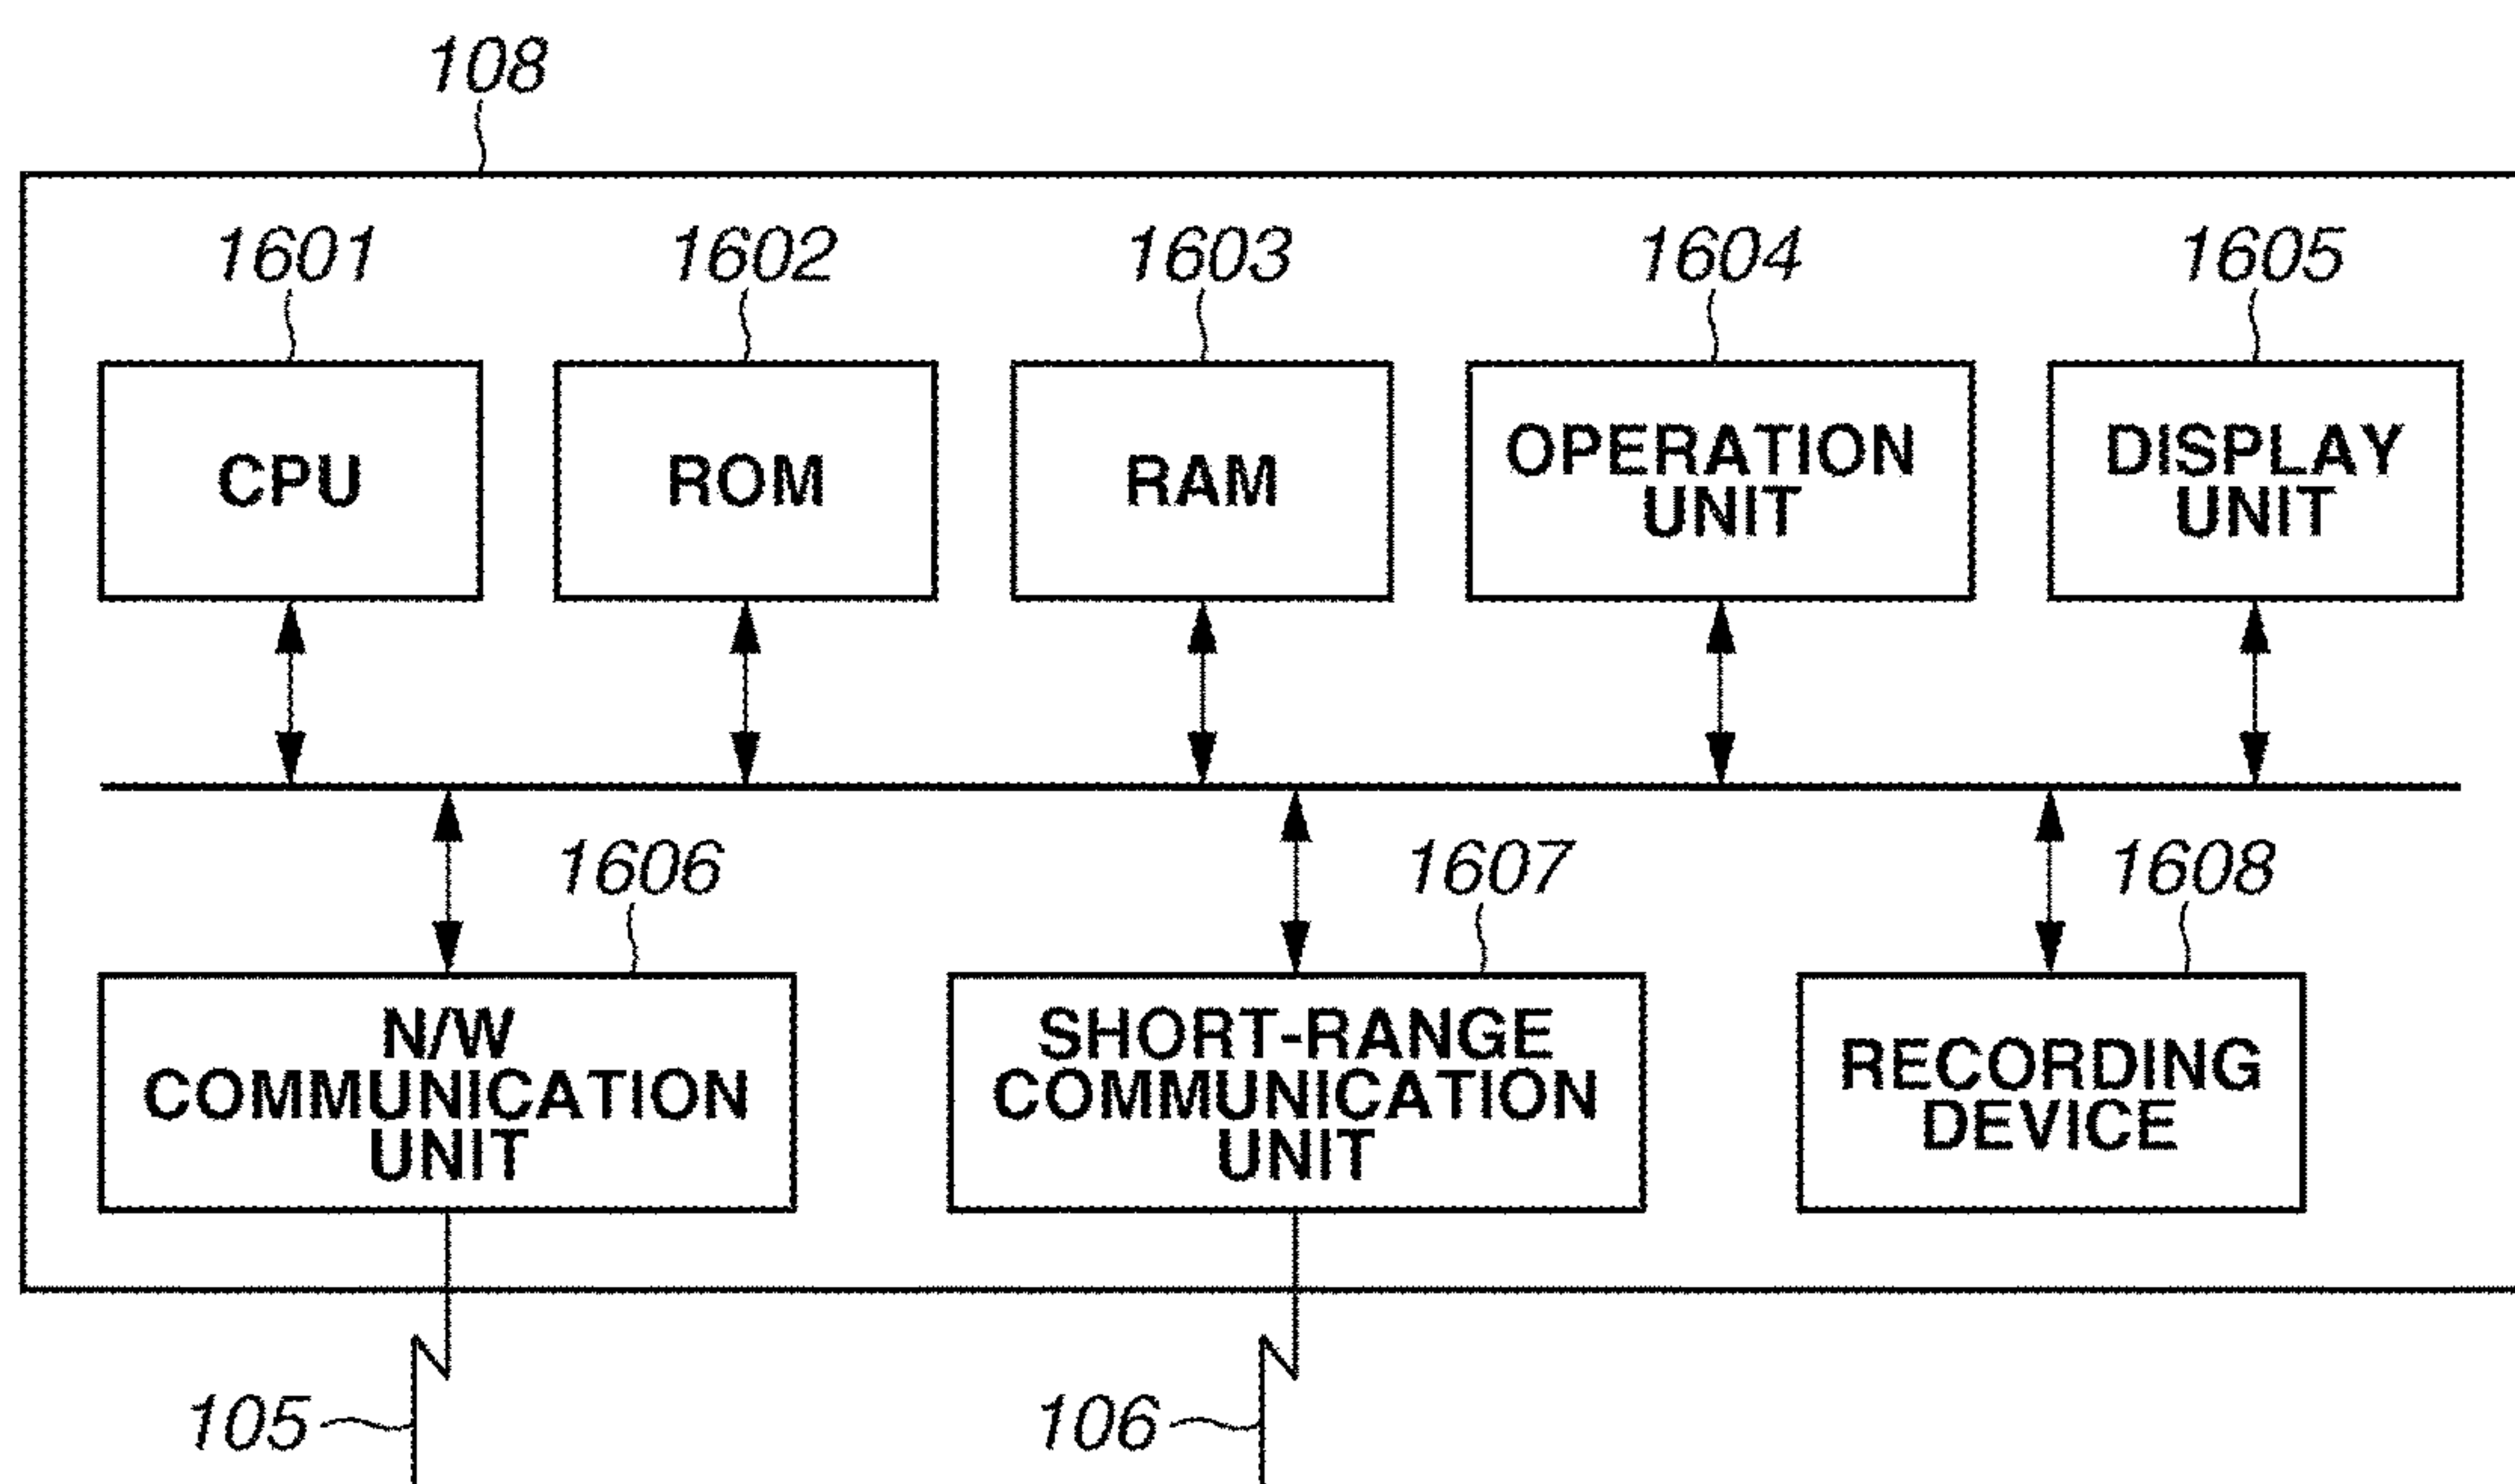 108
1601 1602 1603 1604 1605
CPU
ROM
RAM
OPERATION
UNIT
DISPLAY
UNIT
1606 1607 1608
N/W
COMMUNICATION
UNIT
SHORT-RANGE
COMMUNICATION
UNIT
RECORDING
DEVICE
105 106